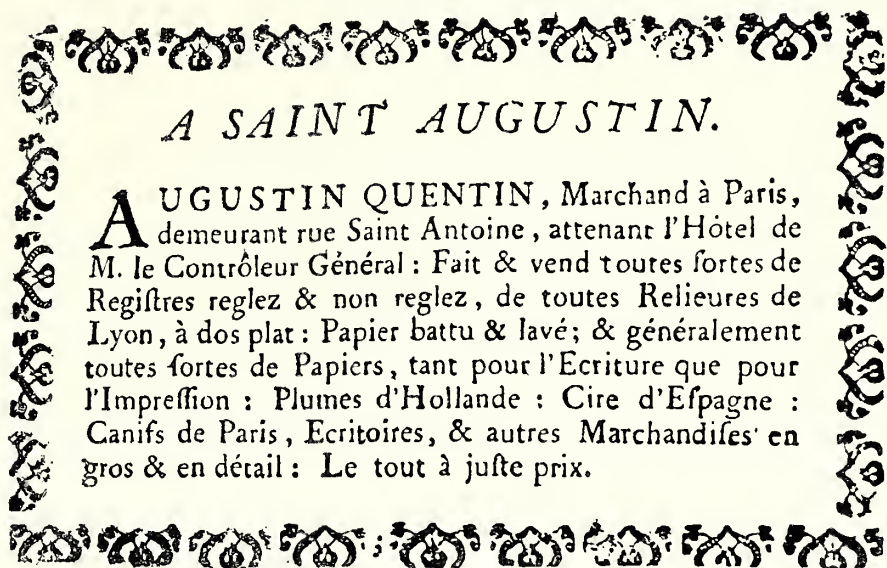 A SAINT AUGUSTIN.
AUGUSTIN QUENTIN, Marchand à Paris,
demeurant rue Saint Antoine, attenant l'Hôtel de
M. le Contrôleur Général : Fait & vend toutes ſortes de
Regiſtres reglez & non reglez, de toutes Relieures de
Lyon, à dos plat : Papier battu & lavé; & généralement
toutes ſortes de Papiers, tant pour l'Ecriture que pour
l'Impreſſion : Plumes d'Hollande : Cire d'Eſpagne :
Canifs de Paris, Ecritoires, & autres Marchandiſes en
gros & en détail : Le tout à juſte prix.